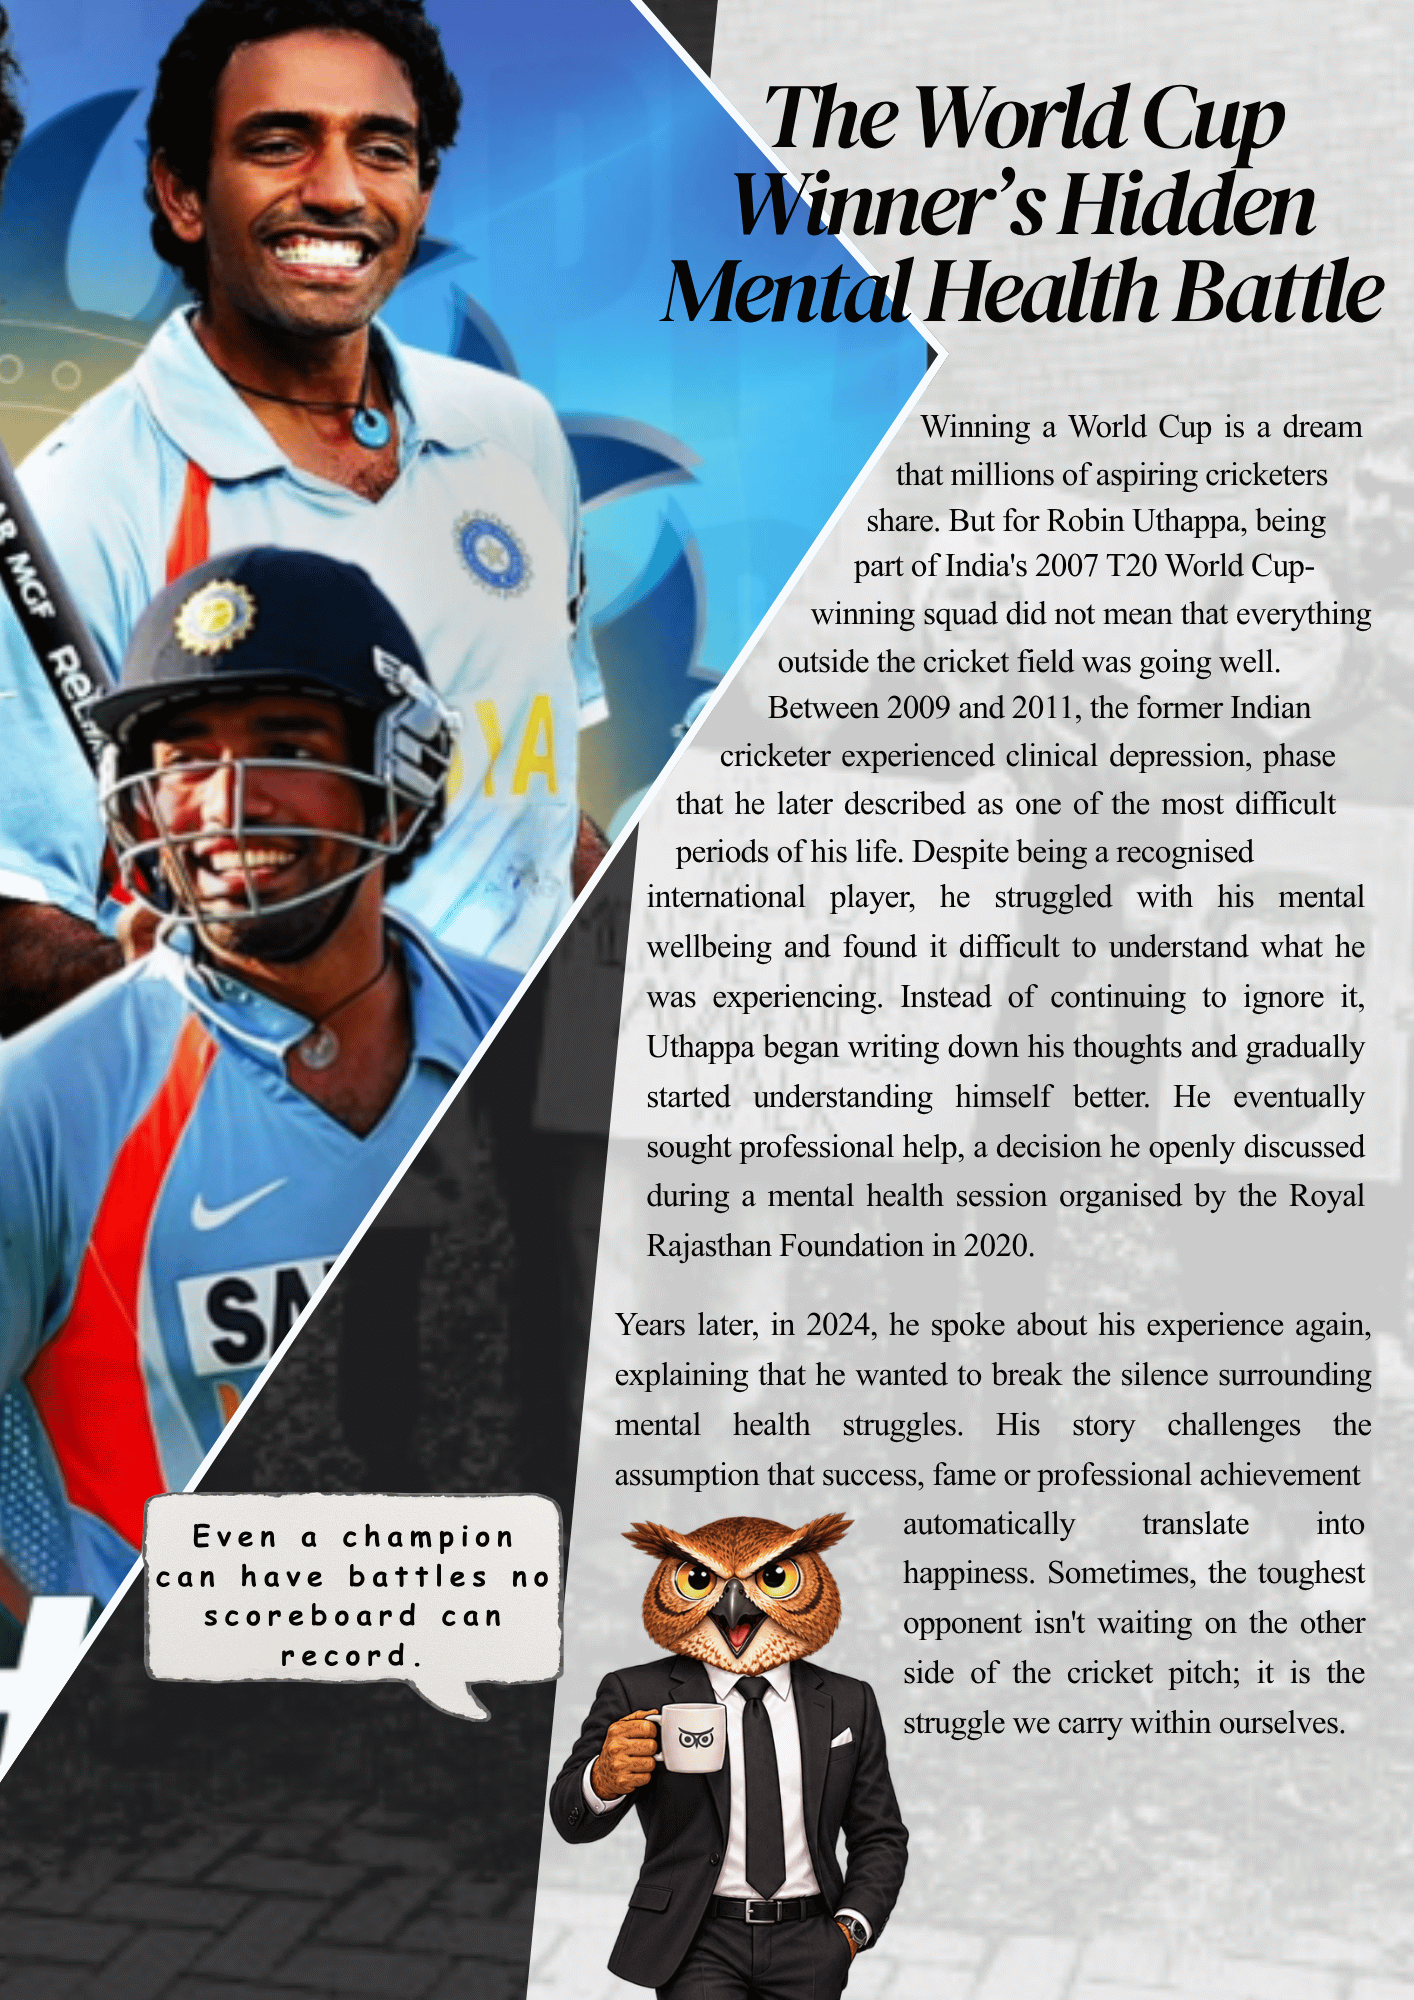 The World Cup
Winner’s Hidden
Mental Health Battle
Winning a World Cup is a dream
that millions of aspiring cricketers
share. But for Robin Uthappa, being
part of India's 2007 T20 World Cup-
winning squad did not mean that everything
outside the cricket field was going well.
Between 2009 and 2011, the former Indian
cricketer experienced clinical depression, phase
that he later described as one of the most difficult
periods of his life. Despite being a recognised
international player, he struggled with his mental
wellbeing and found it difficult to understand what he
was experiencing. Instead of continuing to ignore it,
Uthappa began writing down his thoughts and gradually
started understanding himself better. He eventually
sought professional help, a decision he openly discussed
during a mental health session organised by the Royal
Rajasthan Foundation in 2020.
Years later, in 2024, he spoke about his experience again,
explaining that he wanted to break the silence surrounding
mental health struggles. His story challenges the
assumption that success, fame or professional achievement
automatically translate into
happiness. Sometimes, the toughest
opponent isn't waiting on the other
side of the cricket pitch; it is the
struggle we carry within ourselves.
Even a champion
can have battles no
scoreboard can
record.
MGF
YA
SA